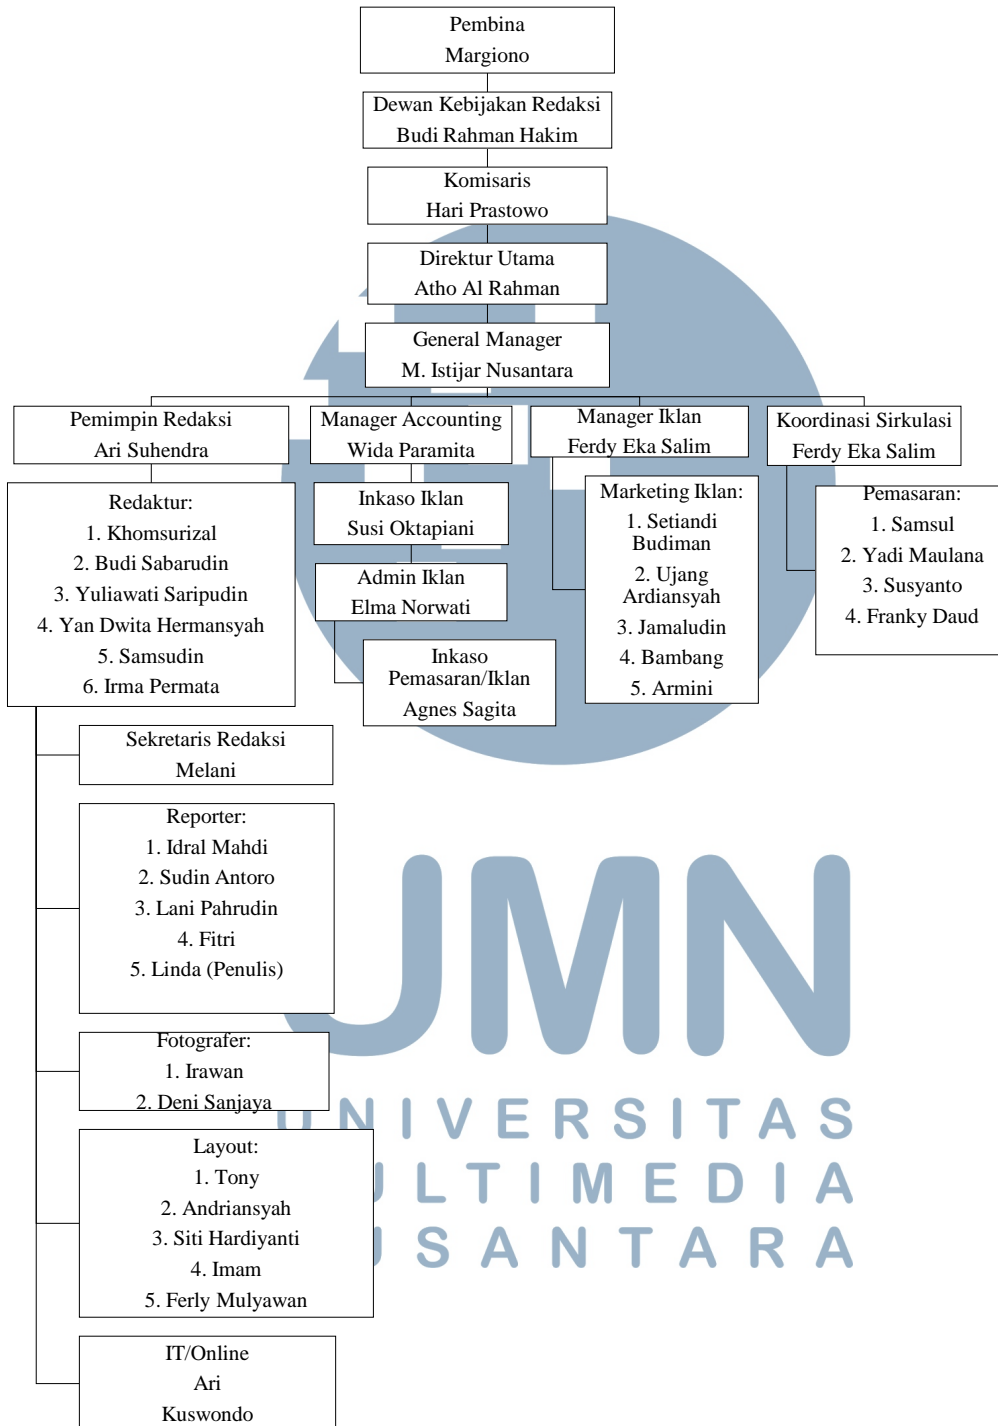 Pembina
Margiono
Dewan Kebijakan Redaksi
Budi Rahman Hakim
Komisaris
Hari Prastowo
Direktur Utama
Atho Al Rahman
General Manager
M. Istijar Nusantara
Pemimpin Redaksi
Ari Suhendra
Manager Accounting
Wida Paramita
Manager Iklan
Ferdy Eka Salim
Koordinasi Sirkulasi
Ferdy Eka Salim
Redaktur:
1. Khomsurizal
2. Budi Sabarudin
3. Yuliawati Saripudin
4. Yan Dwita Hermansyah
5. Samsudin
6. Irma Permata
Inkaso Iklan
Susi Oktapiani
Admin Iklan
Elma Norwati
Inkaso
Pemasaran/Iklan
Agnes Sagita
Marketing Iklan:
1. Setiandi
Budiman
2. Ujang
Ardiansyah
3. Jamaludin
4. Bambang
5. Armini
Pemasaran:
1. Samsul
2. Yadi Maulana
3. Susyanto
4. Franky Daud
Sekretaris Redaksi
Melani
Reporter:
1. Idral Mahdi
2. Sudin Antoro
3. Lani Pahrudin
4. Fitri
5. Linda (Penulis)
Fotografer:
1. Irawan
2. Deni Sanjaya
Layout:
1. Tony
2. Andriansyah
3. Siti Hardiyanti
4. Imam
5. Ferly Mulyawan
IT/Online
Ari
Kuswondo
UMN
UNIVERSITAS
MULTIMEDIA
NUSANTARA